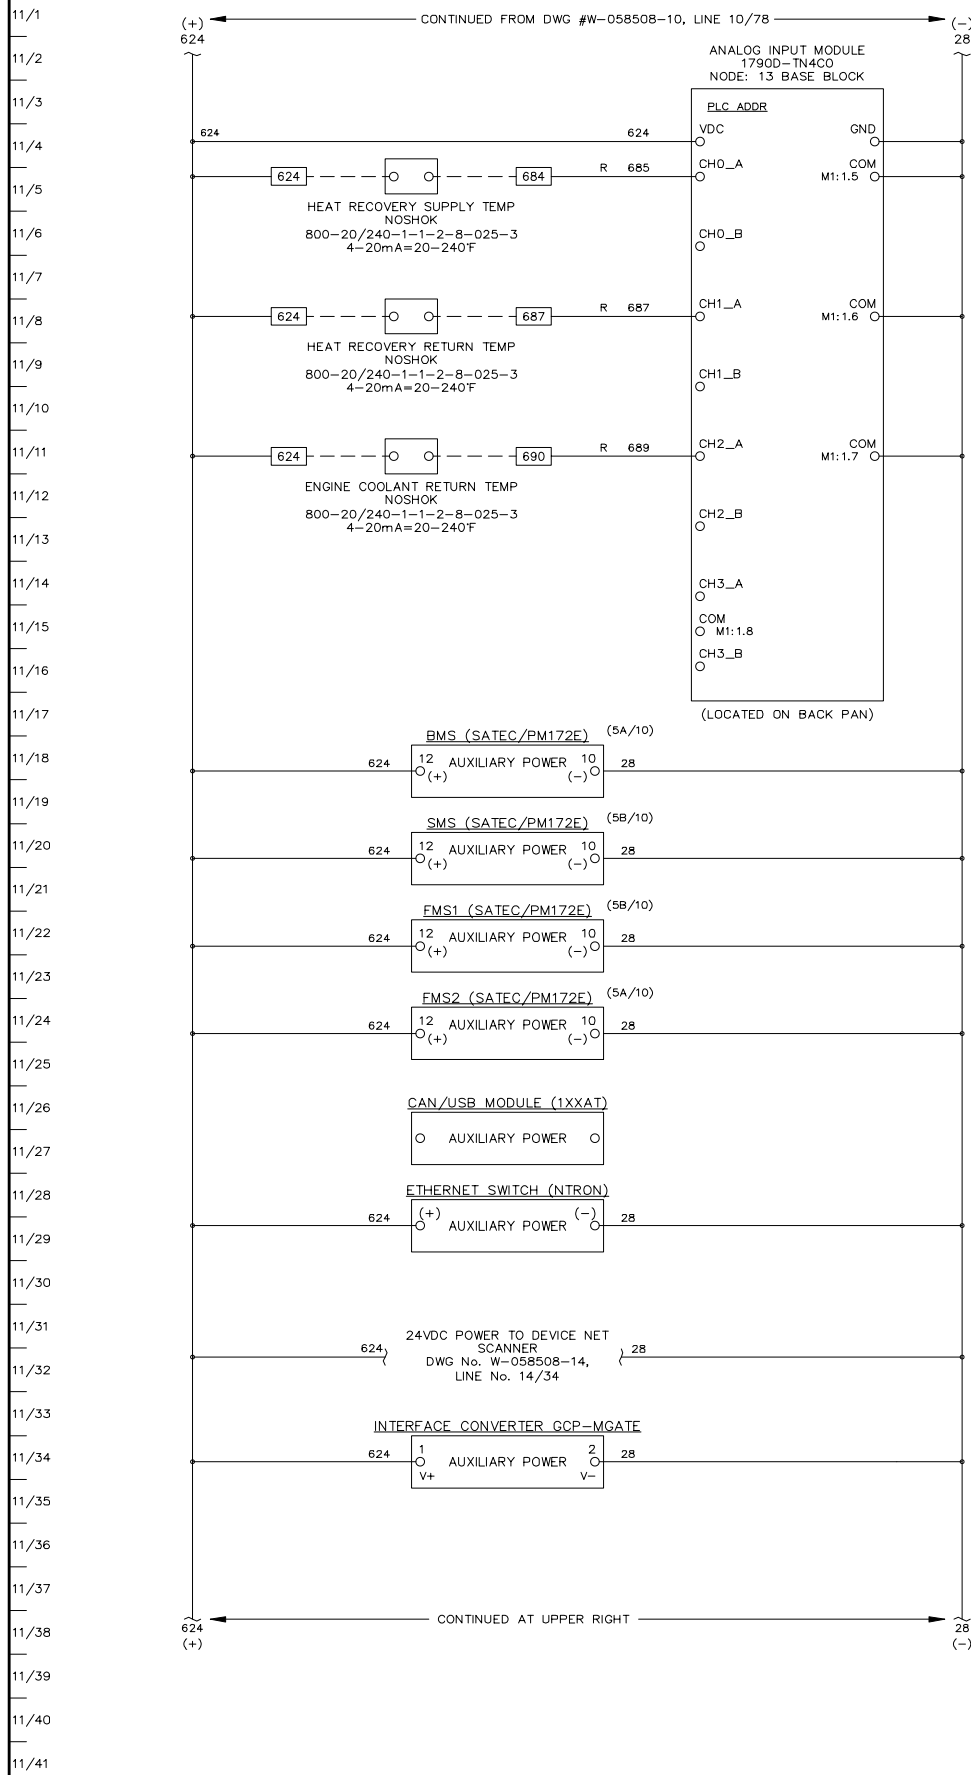 11/1
11/2
11/3
11/4
11/5
11/6
11/7
11/8
11/9
11/10
11/11
11/12
11/13
11/14
11/15
11/16
11/17
11/18
11/19
11/20
11/21
11/22
11/23
11/24
11/25
11/26
11/27
11/28
11/29
11/30
11/31
11/32
11/33
11/34
11/35
11/36
11/37
11/38
11/39
11/40
11/41
(+) CONTINUED FROM DWG #W-058508-10, LINE 10/78 (-)
624 28
ANALOG INPUT MODULE
1790D-TN4C0
NODE: 13 BASE BLOCK
PLC ADDR
624 624 VDC GND
624 684 R 685 CH0_A COM
M1:1.5
HEAT RECOVERY SUPPLY TEMP
NOSHOK
800-20/240-1-1-2-8-025-3
4-20mA=20-240°F
CH0_B
624 687 R 687 CH1_A COM
M1:1.6
HEAT RECOVERY RETURN TEMP
NOSHOK
800-20/240-1-1-2-8-025-3
4-20mA=20-240°F
CH1_B
624 690 R 689 CH2_A COM
M1:1.7
ENGINE COOLANT RETURN TEMP
NOSHOK
800-20/240-1-1-2-8-025-3
4-20mA=20-240°F
CH2_B
CH3_A
COM
M1:1.8
CH3_B
(LOCATED ON BACK PAN)
BMS (SATEC/PM172E) (5A/10)
624 12 AUXILIARY POWER 10 28
(+) (-)
SMS (SATEC/PM172E) (5B/10)
624 12 AUXILIARY POWER 10 28
(+) (-)
FMS1 (SATEC/PM172E) (5B/10)
624 12 AUXILIARY POWER 10 28
(+) (-)
FMS2 (SATEC/PM172E) (5A/10)
624 12 AUXILIARY POWER 10 28
(+) (-)
CAN/USB MODULE (1XXAT)
AUXILIARY POWER
ETHERNET SWITCH (NTRON)
(+) (-)
624 AUXILIARY POWER 28
24VDC POWER TO DEVICE NET
624 SCANNER 28
DWG No. W-058508-14,
LINE No. 14/34
INTERFACE CONVERTER GCP-MGATE
624 1 AUXILIARY POWER 2 28
V+ V-
CONTINUED AT UPPER RIGHT
624 28
(+) (-)